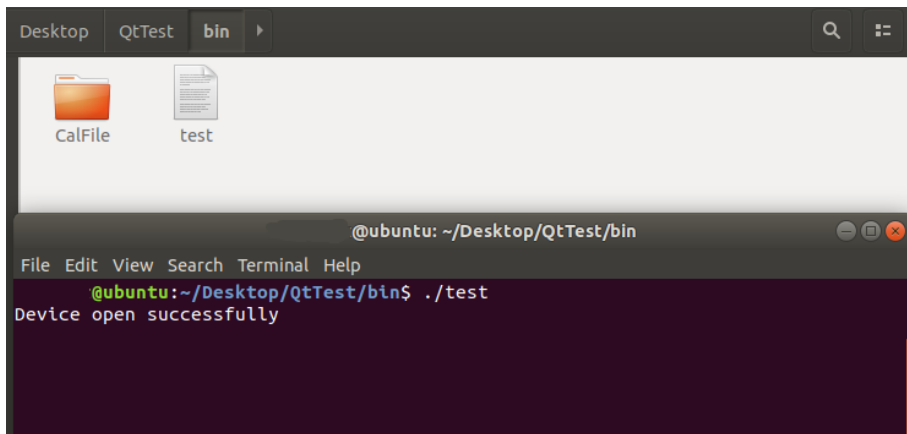 Desktop QtTest bin
CalFile test
@ubuntu: ~/Desktop/QtTest/bin
File Edit View Search Terminal Help
@ubuntu:~/Desktop/QtTest/bin$ ./test
Device open successfully